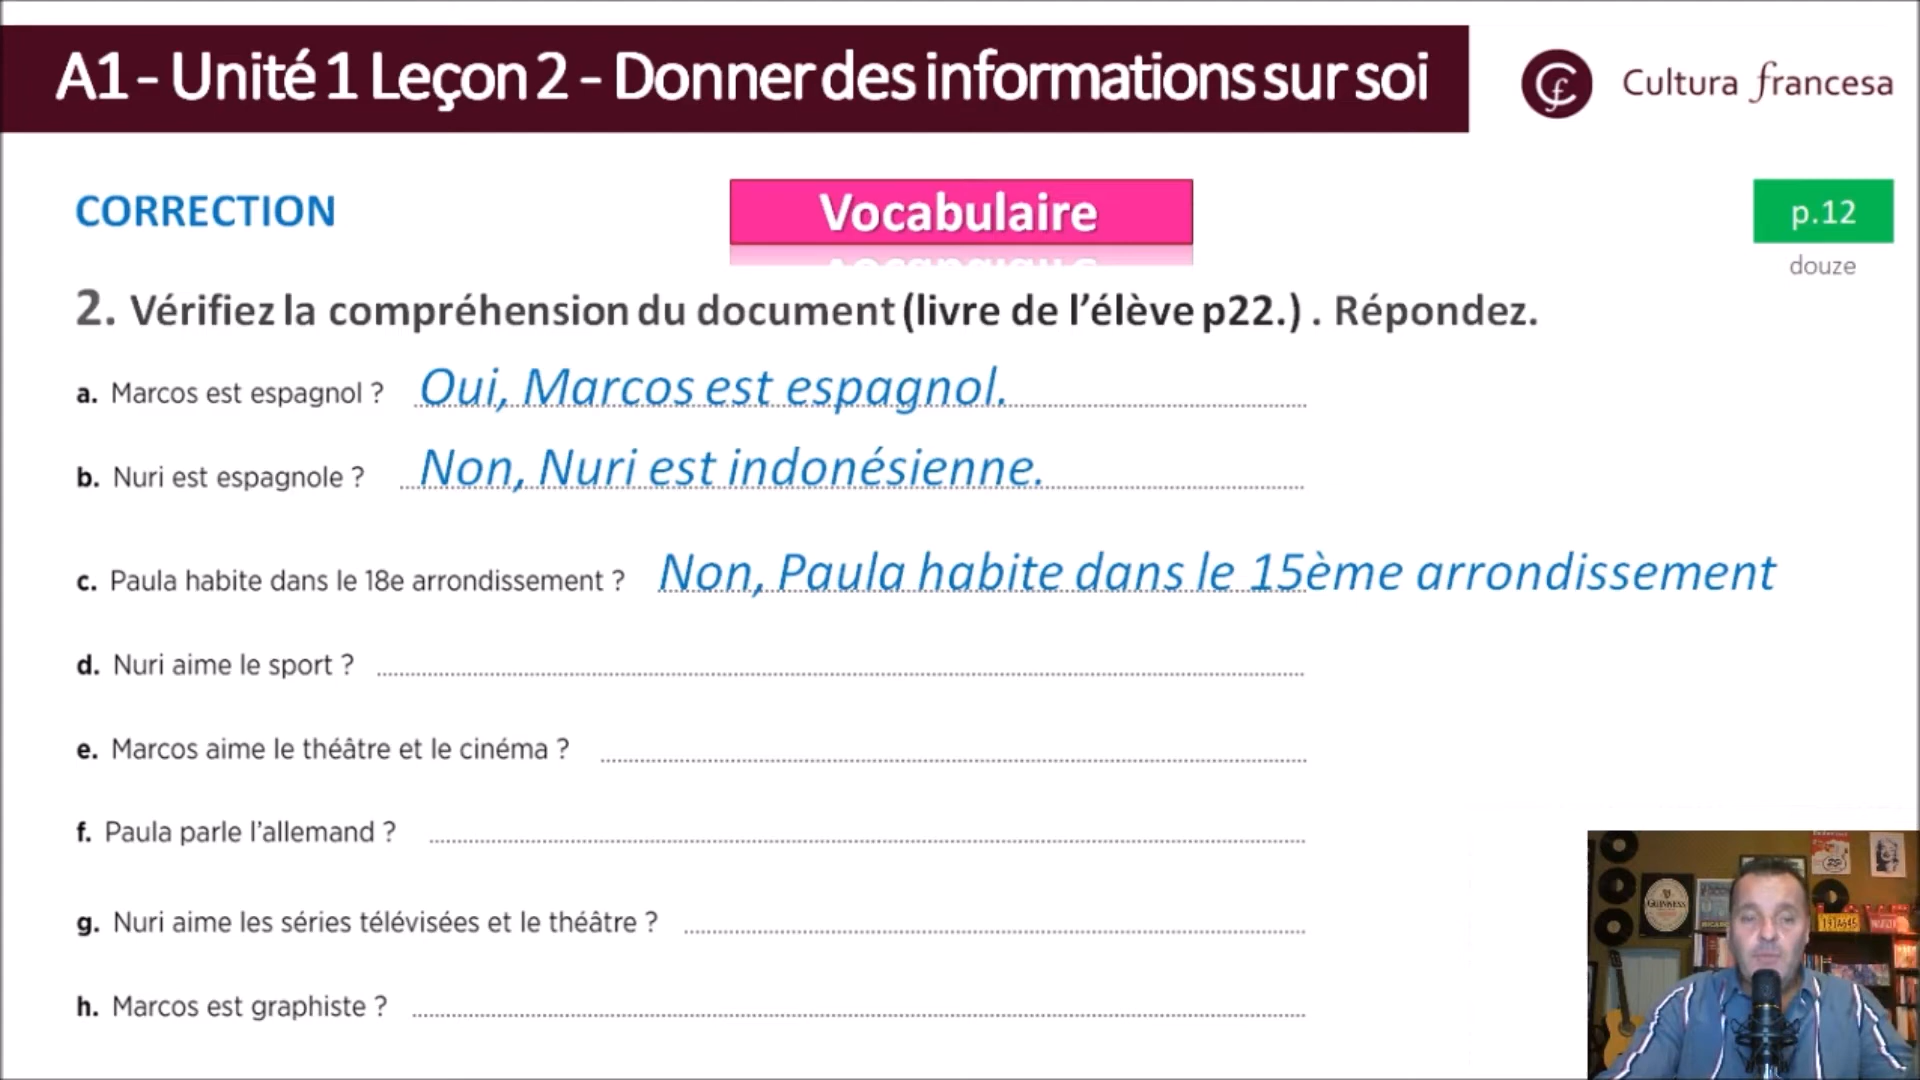 A1 - Unité 1 Leçon 2 - Donner des informations sur soi
Cultura francesa
CORRECTION
Vocabulaire
p.12
douze
2. Vérifiez la compréhension du document (livre de l'élève p22.) . Répondez.
a. Marcos est espagnol ? Oui, Marcos est espagnol.
b. Nuri est espagnole ? Non, Nuri est indonésienne.
c. Paula habite dans le 18e arrondissement ? Non, Paula habite dans le 15ème arrondissement
d. Nuri aime le sport ?
e. Marcos aime le théâtre et le cinéma ?
f. Paula parle l'allemand ?
g. Nuri aime les séries télévisées et le théâtre ?
h. Marcos est graphiste ?
GUINNESS